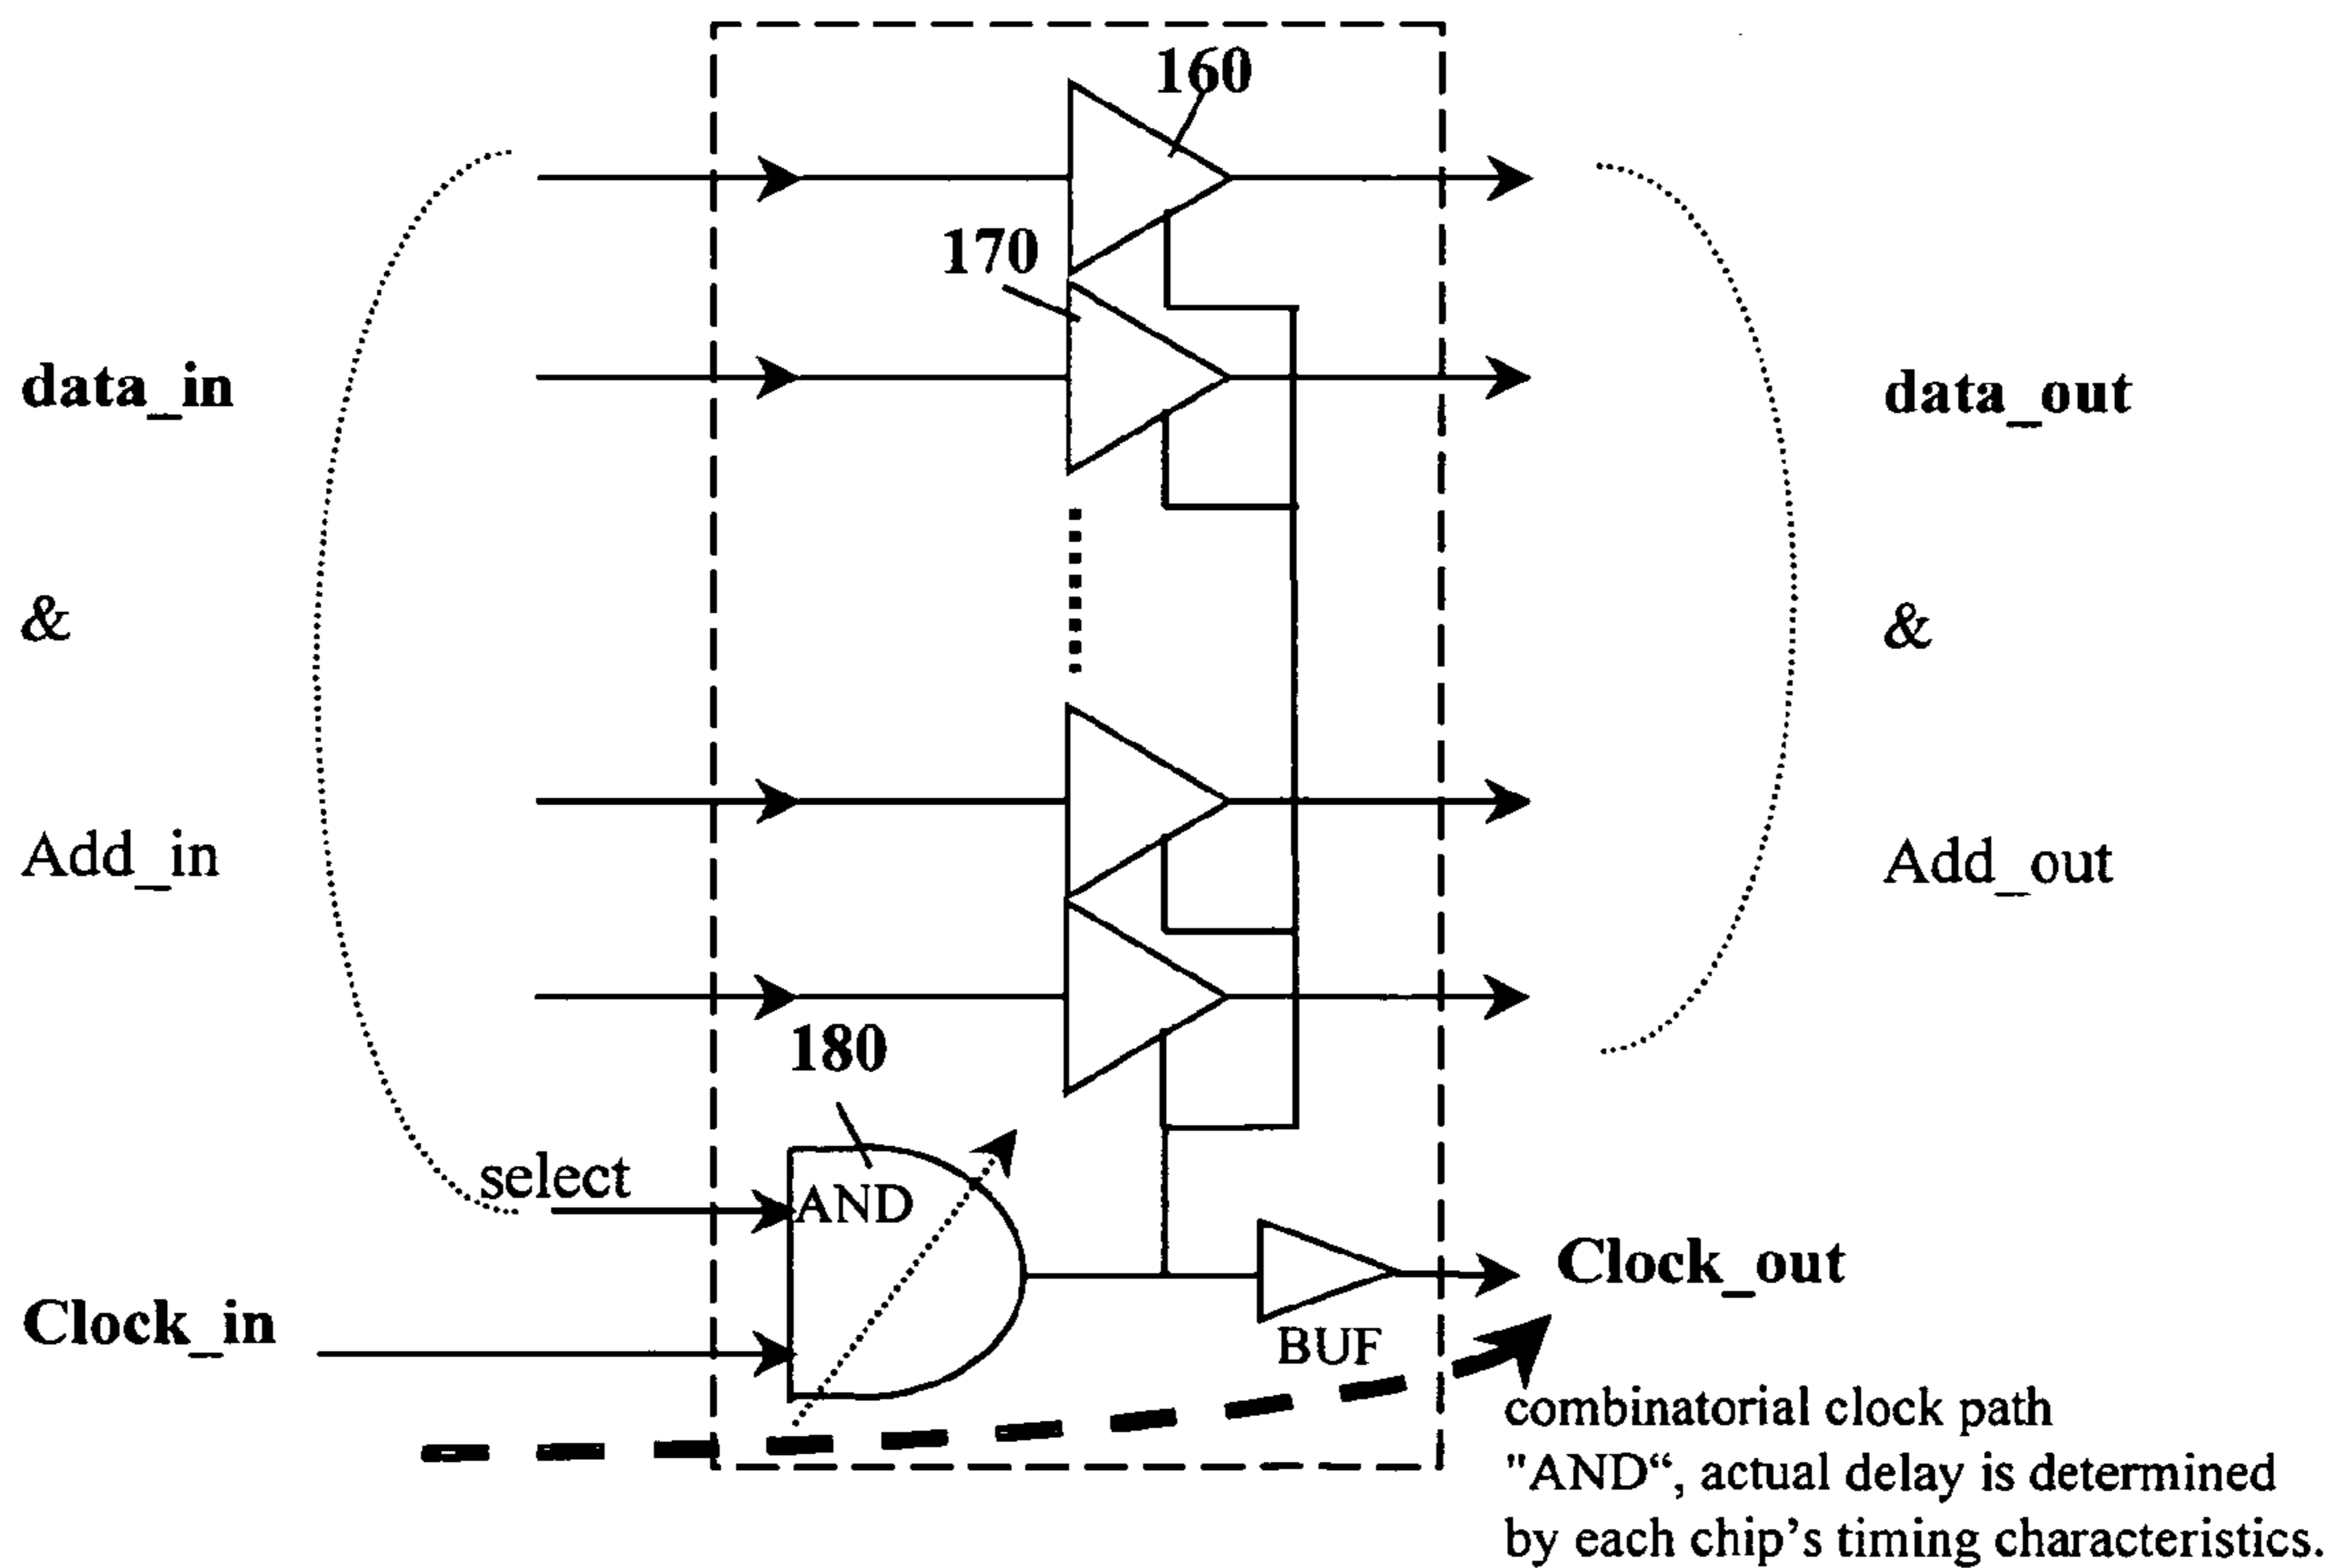 160
170
data_in
data_out
&
&
Add_in
Add_out
180
select
AND
Clock_out
Clock_in
BUF
combinatorial clock path
"AND“, actual delay is determined
by each chip's timing characteristics.